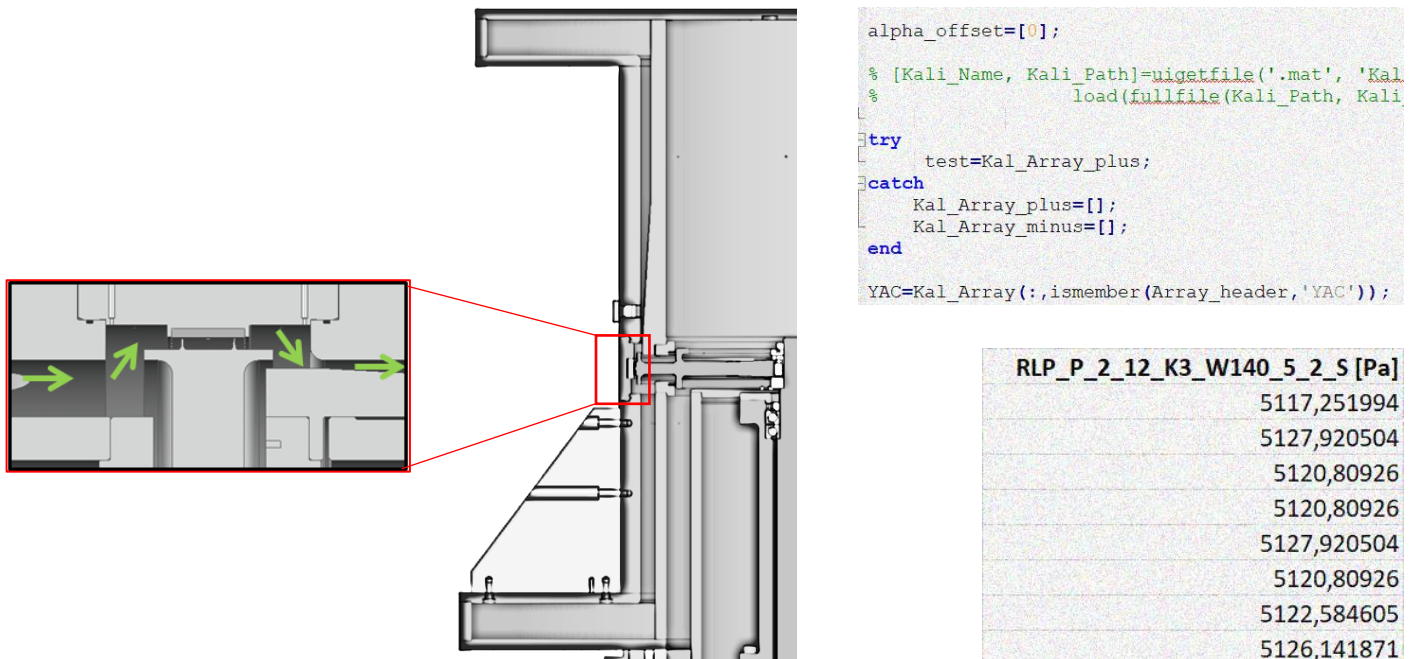 alpha_offset=[0];
% [Kali_Name, Kali_Path]=uigetfile('.mat', 'Kal
% load(fullfile(Kali_Path, Kali_
try
test=Kal_Array_plus;
catch
Kal_Array_plus=[];
Kal_Array_minus=[];
end
YAC=Kal_Array(:,ismember(Array_header,'YAC'));
RLP_P_2_12_K3_W140_5_2_S [Pa]
5117,251994
5127,920504
5120,80926
5120,80926
5127,920504
5120,80926
5122,584605
5126,141871